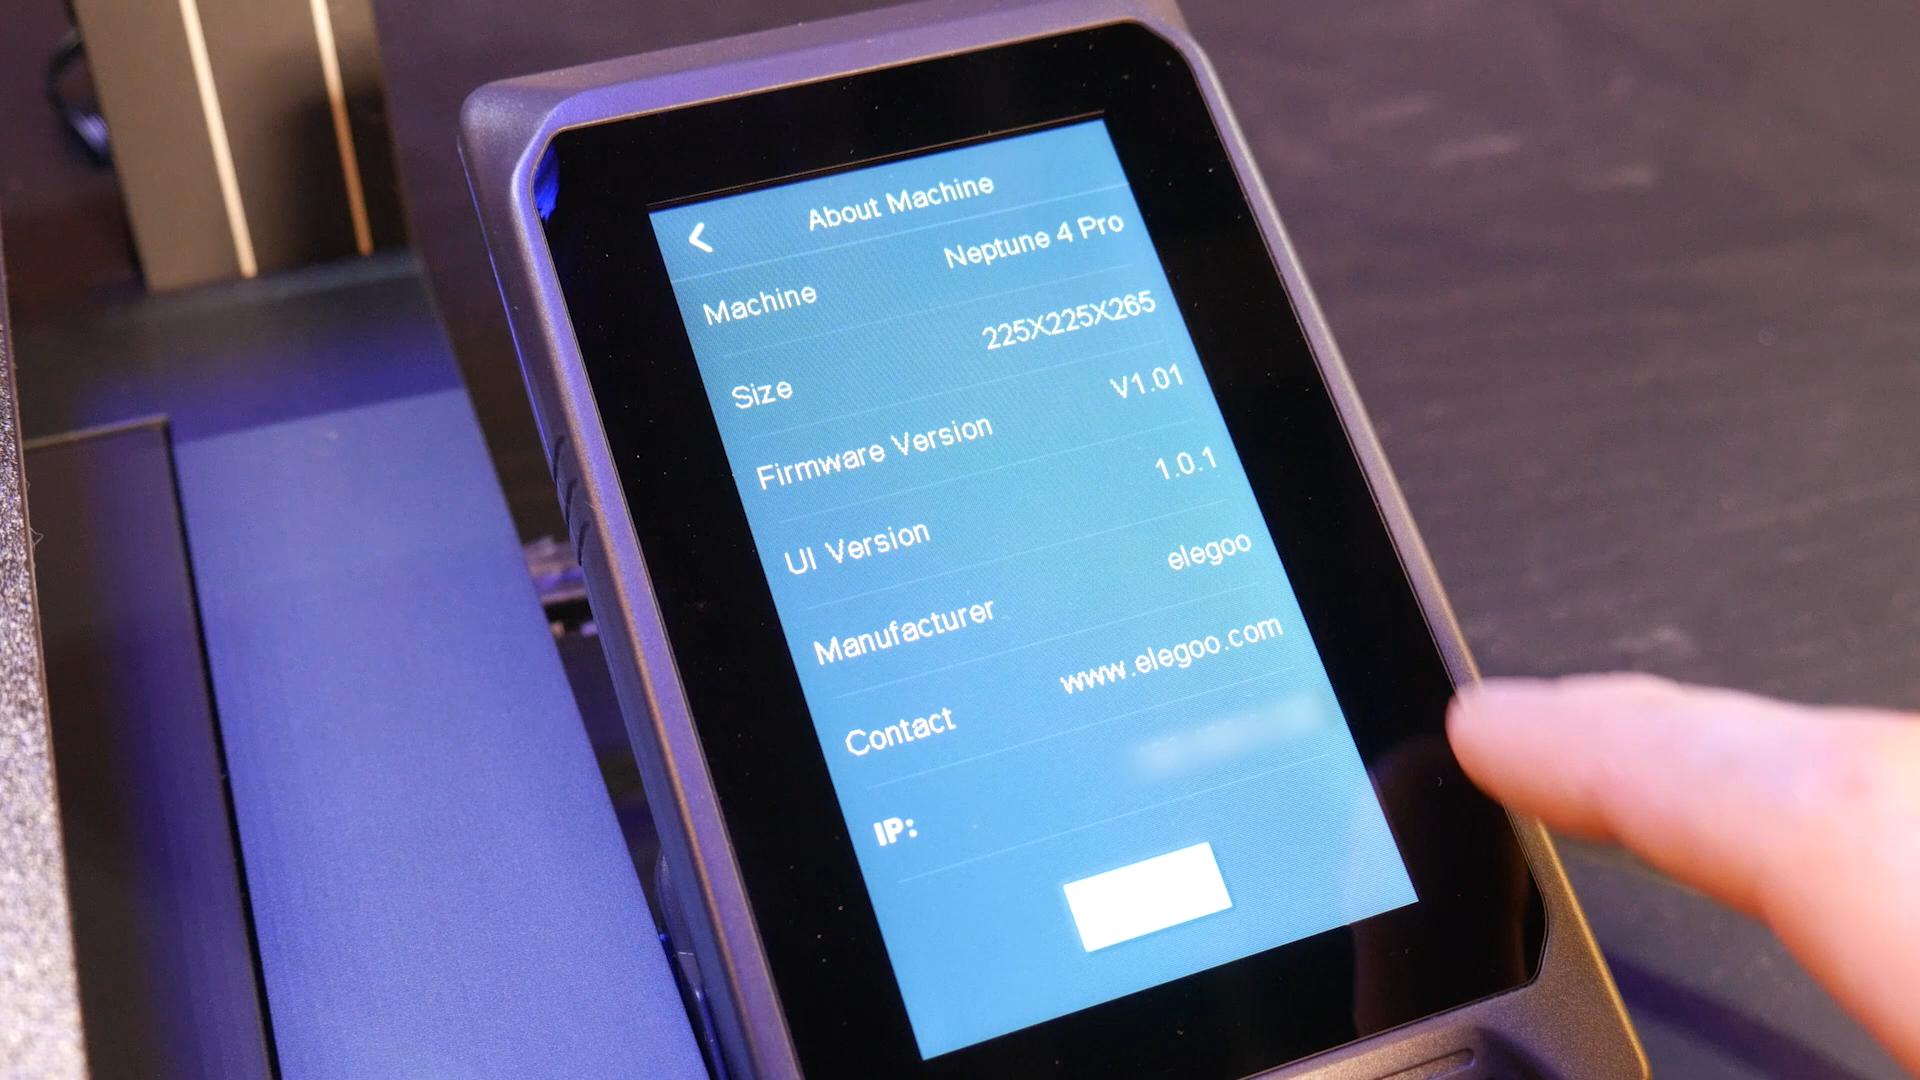 About Machine
Machine Neptune 4 Pro
Size 225X225X265
Firmware Version V1.01
UI Version 1.0.1
Manufacturer elegoo
Contact www.elegoo.com
IP: